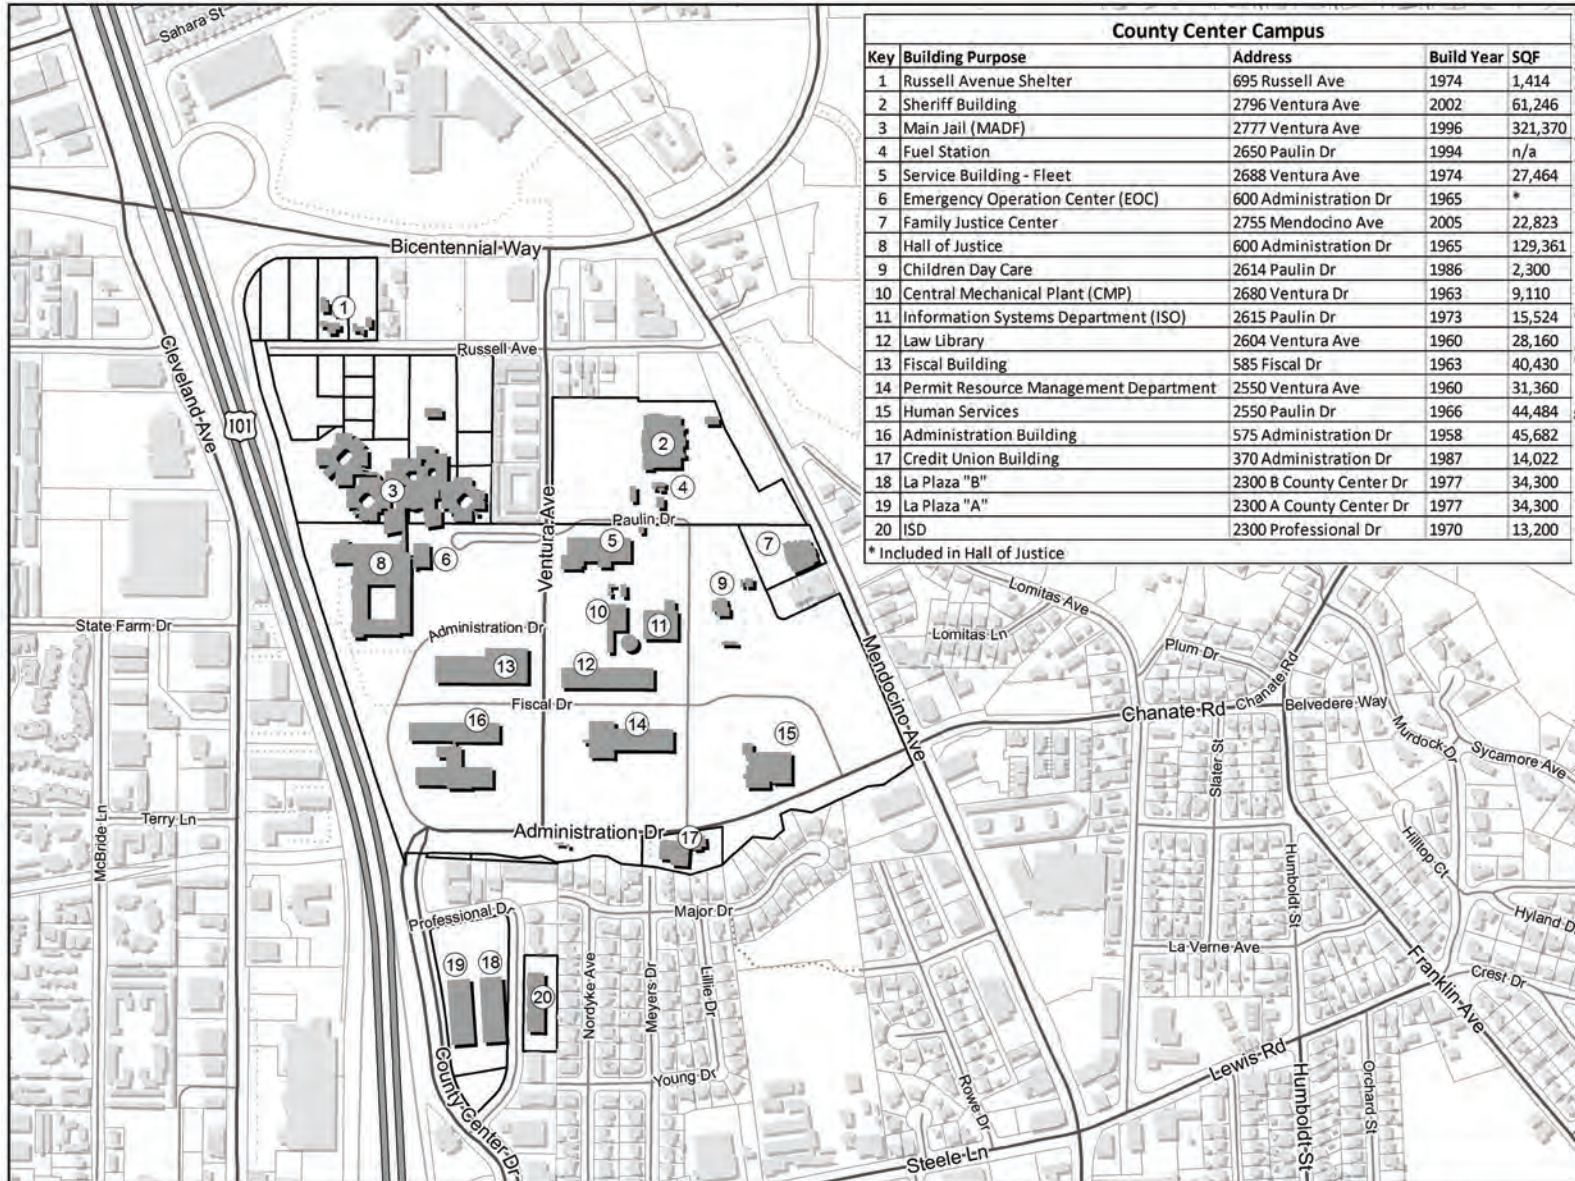 Sahara St
County Center Campus
Key Building Purpose Address Build Year SQF
1 Russell Avenue Shelter 695 Russell Ave 1974 1,414
2 Sheriff Building 2796 Ventura Ave 2002 61,246
3 Main Jail (MADF) 2777 Ventura Ave 1996 321,370
4 Fuel Station 2650 Paulin Dr 1994 n/a
5 Service Building - Fleet 2688 Ventura Ave 1974 27,464
6 Emergency Operation Center (EOC) 600 Administration Dr 1965 *
7 Family Justice Center 2755 Mendocino Ave 2005 22,823
8 Hall of Justice 600 Administration Dr 1965 129,361
9 Children Day Care 2614 Paulin Dr 1986 2,300
10 Central Mechanical Plant (CMP) 2680 Ventura Dr 1963 9,110
11 Information Systems Department (ISO) 2615 Paulin Dr 1973 15,524
12 Law Library 2604 Ventura Ave 1960 28,160
13 Fiscal Building 585 Fiscal Dr 1963 40,430
14 Permit Resource Management Department 2550 Ventura Ave 1960 31,360
15 Human Services 2550 Paulin Dr 1966 44,484
16 Administration Building 575 Administration Dr 1958 45,682
17 Credit Union Building 370 Administration Dr 1987 14,022
18 La Plaza "B" 2300 B County Center Dr 1977 34,300
19 La Plaza "A" 2300 A County Center Dr 1977 34,300
20 ISD 2300 Professional Dr 1970 13,200
* Included in Hall of Justice
Bicentennial Way
1
Russell Ave
Cleveland Ave
101
2
3
4
Paulin Dr
Ventura Ave
5
6
7
8
9
10
11
State Farm Dr
Administration Dr
12
13
Fiscal Dr
14
15
16
Mendocino Ave
Lomitas Ave
Lomitas Ln
Plum Dr
Chanate Rd
Chanate Rd
Belvedere Way
Murdock Dr
Sycamore Ave
Slater St
McBride Ln
Terry Ln
Administration Dr
17
Hilltop Ct
Humboldt St
Professional D
Major Dr
Hyland D
La Verne Ave
Franklin Ave
Crest Dr
19
18
20
Nordyke Ave
Meyers Dr
Lillie Dr
County Center Dr
Young Dr
Rowe Dr
Lewis Rd
Humboldt St
Orchard St
Steele Ln